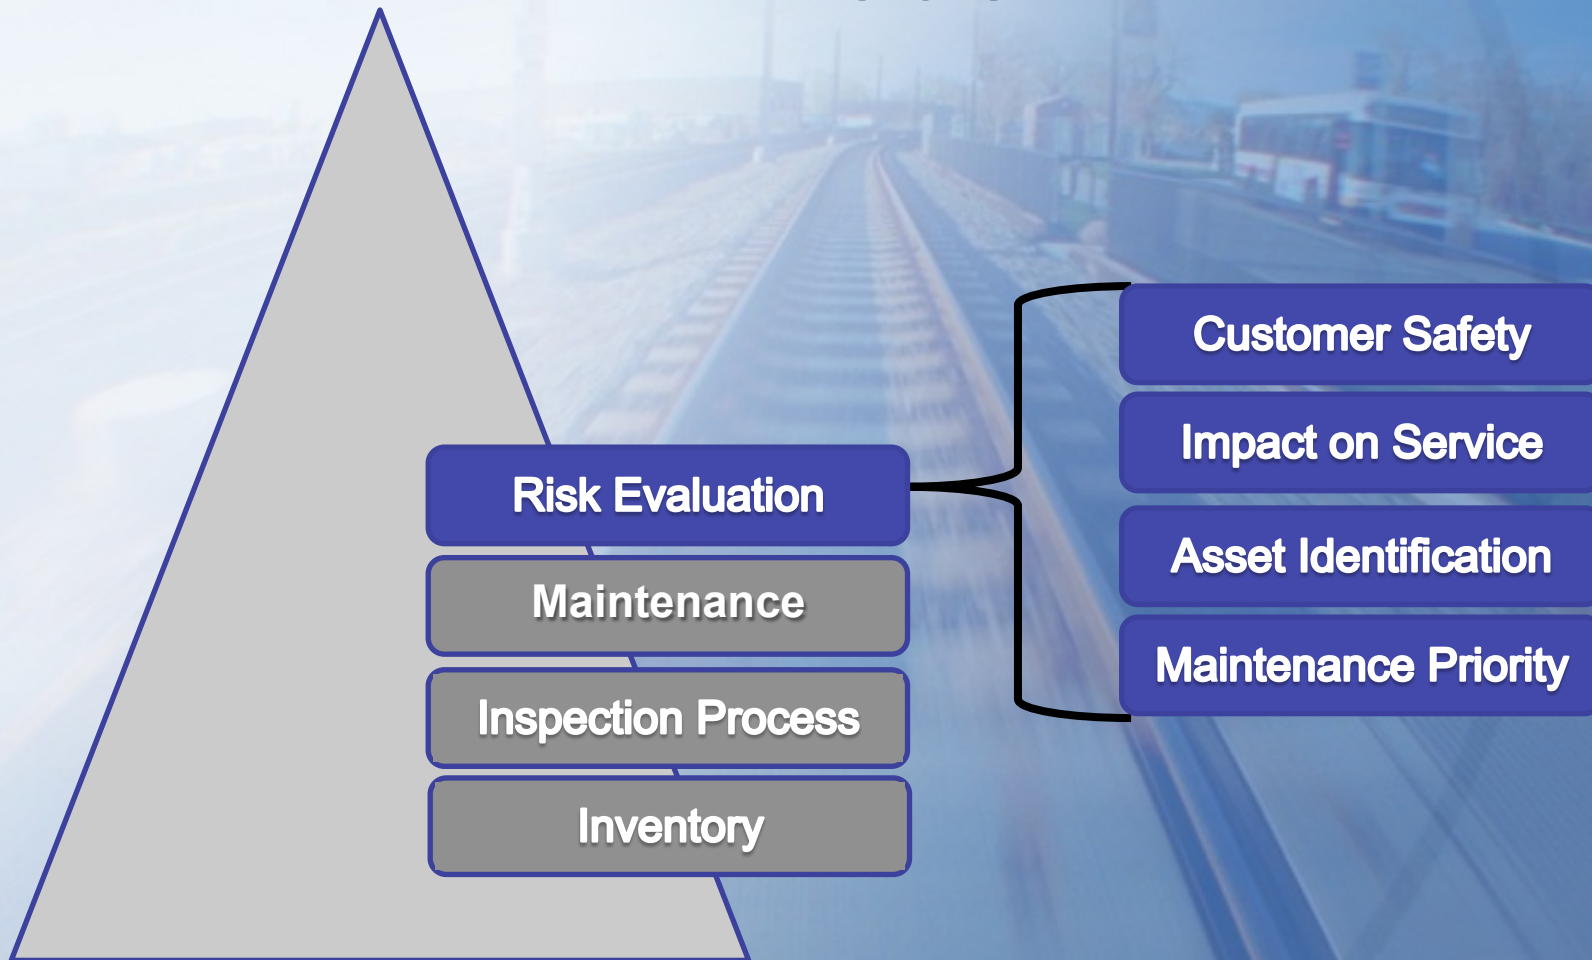 Risk Evaluation
Maintenance
Inspection Process
Inventory
Customer Safety
Impact on Service
Asset Identification
Maintenance Priority